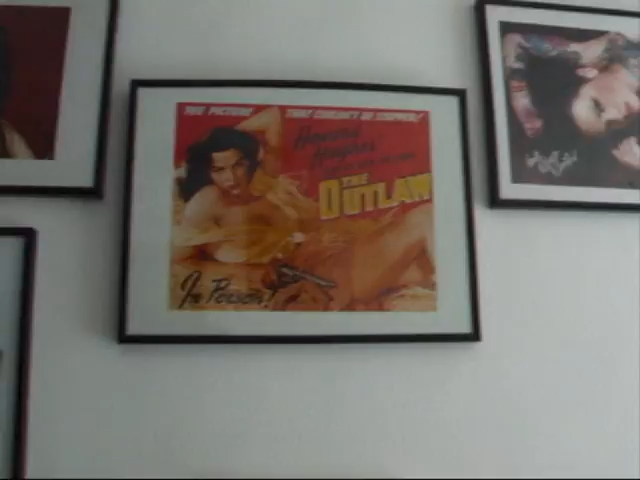 THE PICTURE THAT COULDN'T BE STOPPED!
Howard
Hughes'
THE
OUTLAW
In Person!